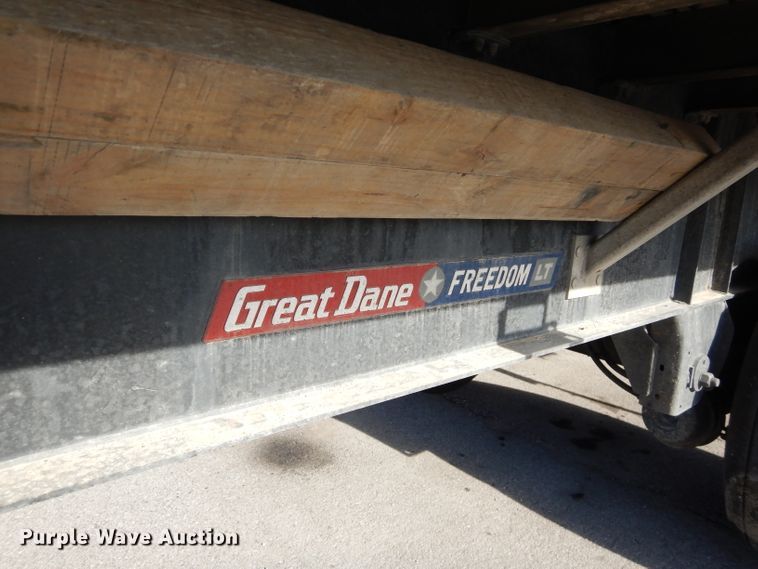 Great Dane FREEDOM LT
Purple Wave Auction